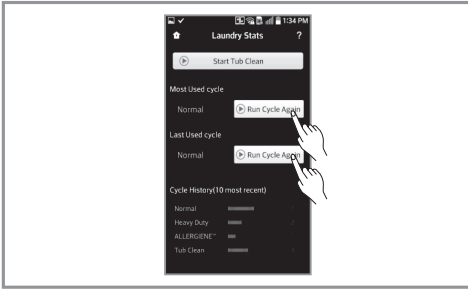 1:34 PM
Laundry Stats ?
Start Tub Clean
Most Used cycle
Normal Run Cycle Again
Last Used cycle
Normal Run Cycle Again
Cycle History(10 most recent)
Normal
Heavy Duty
ALLERGIENE™
Tub Clean